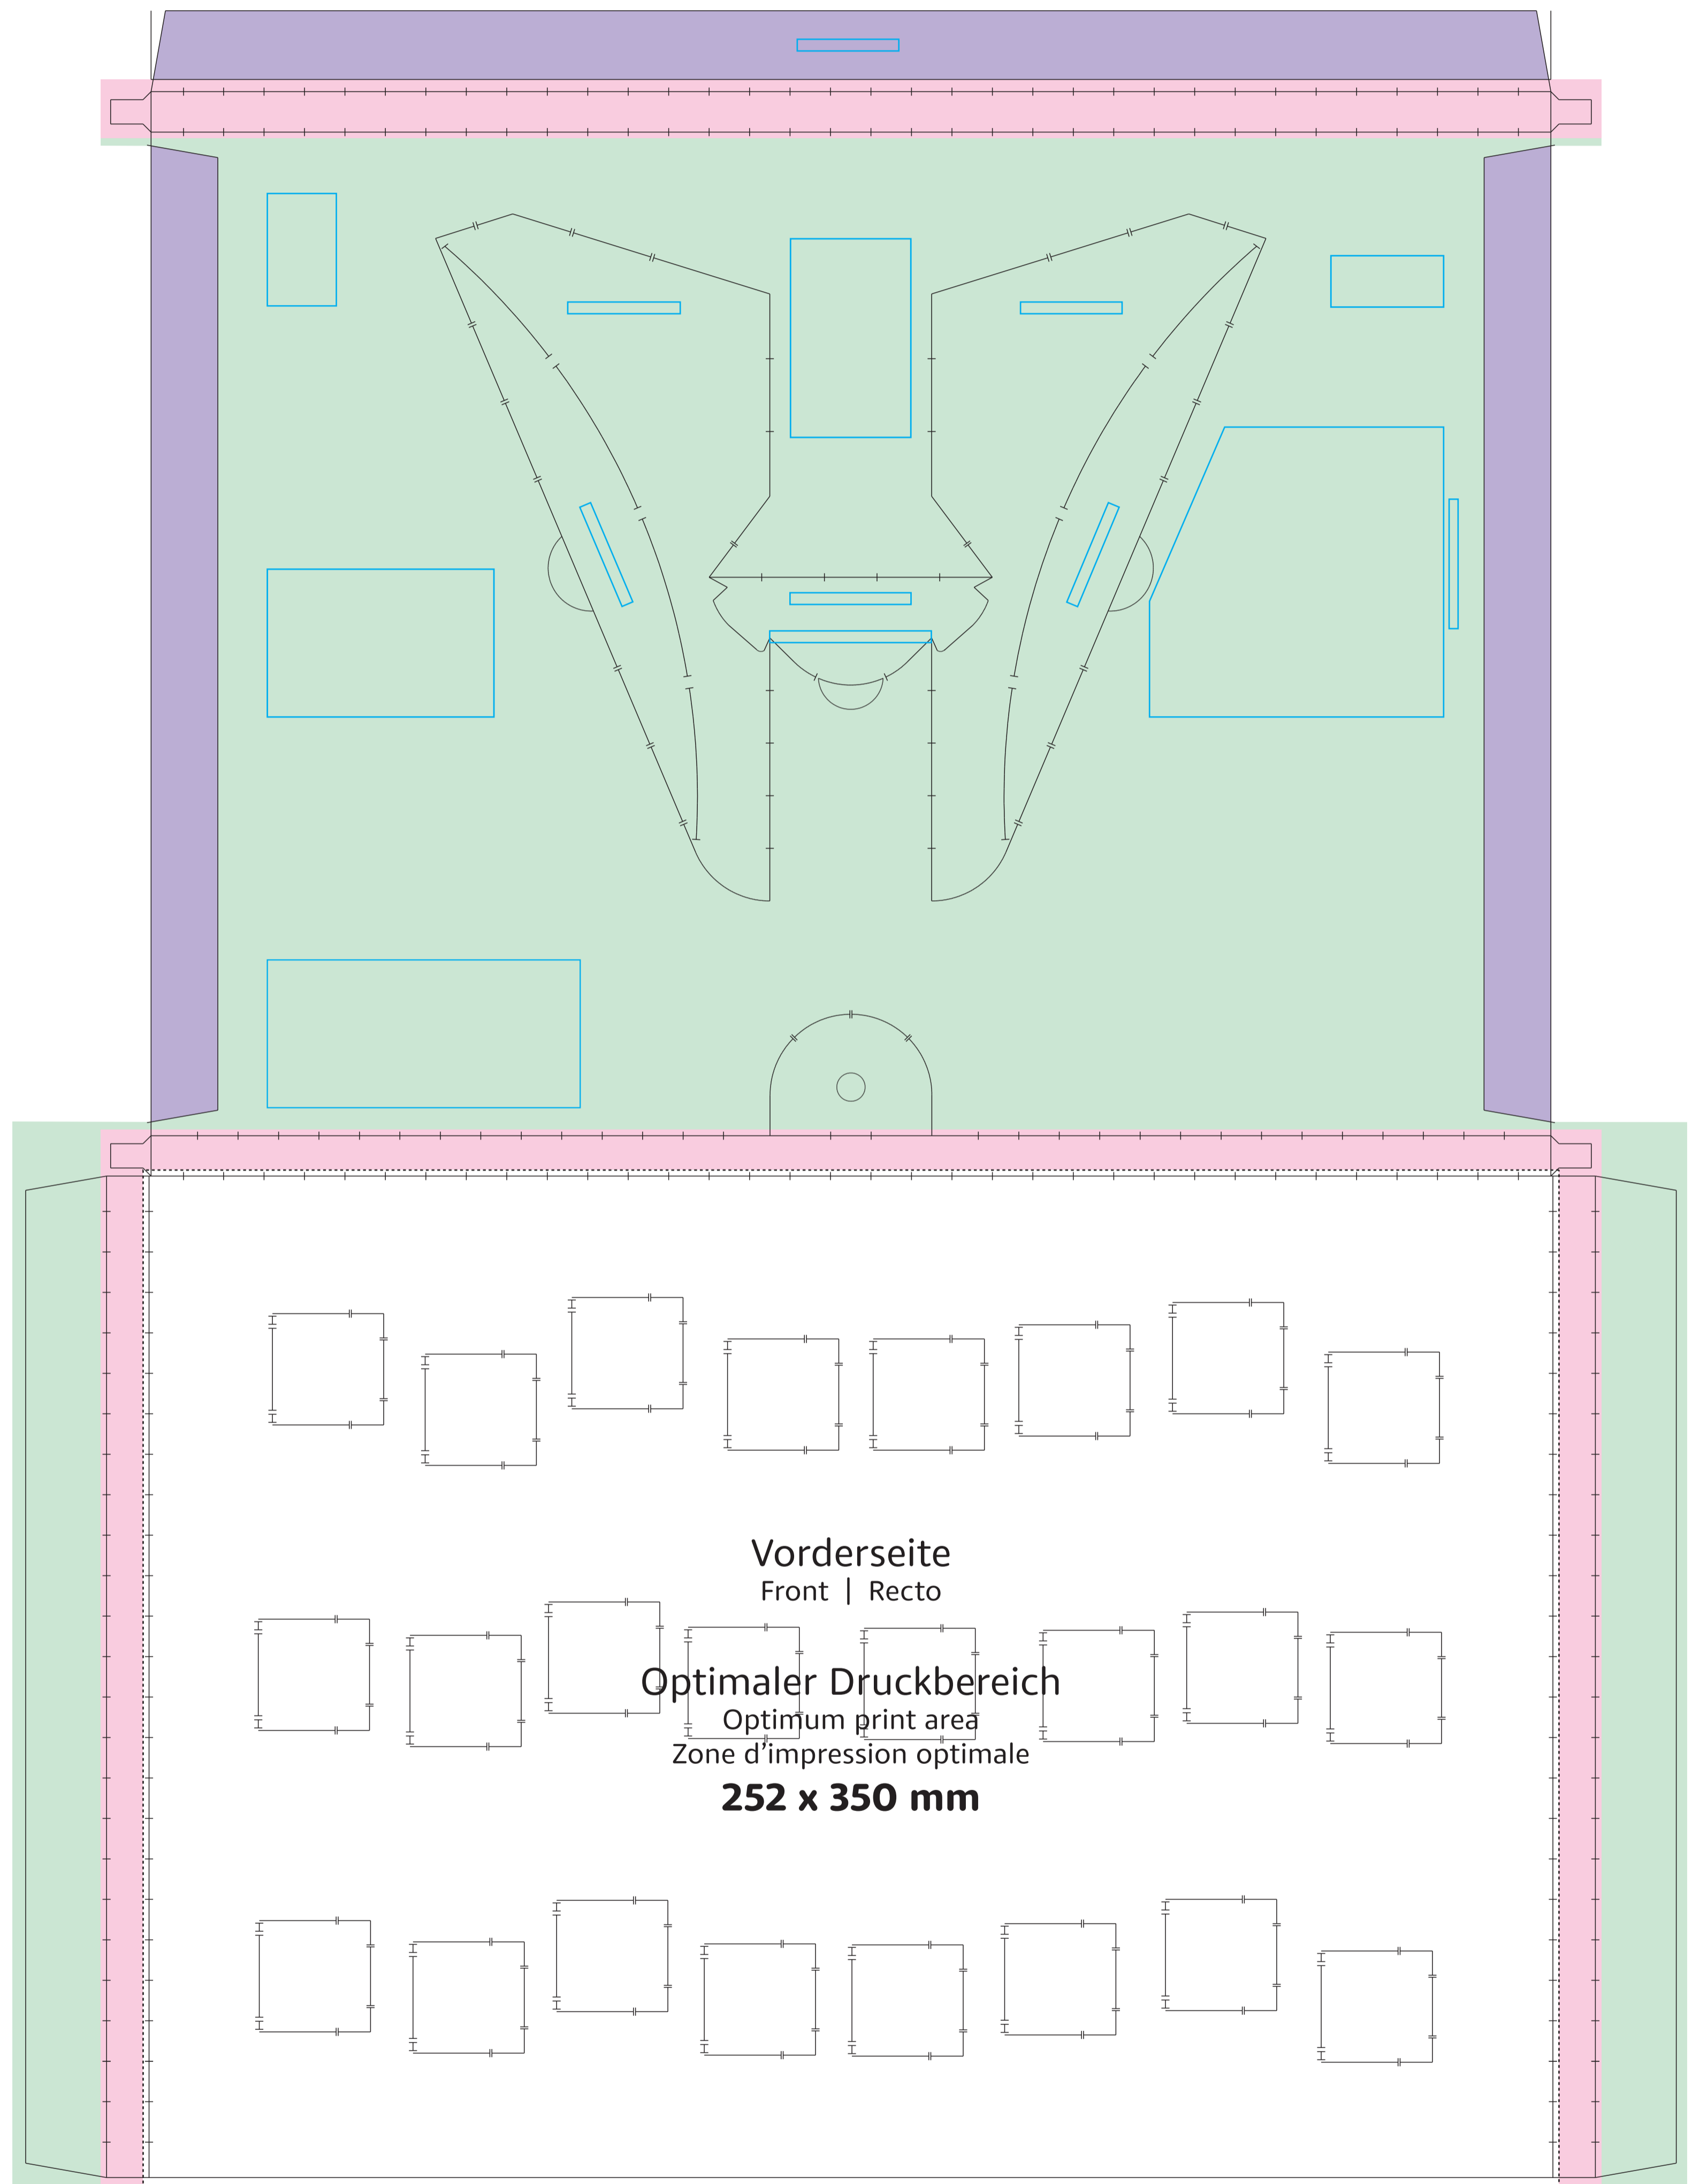 Vorderseite
Front | Recto
Optimaler Druckbereich
Optimum print area
Zone d’impression optimale
252 x 350 mm